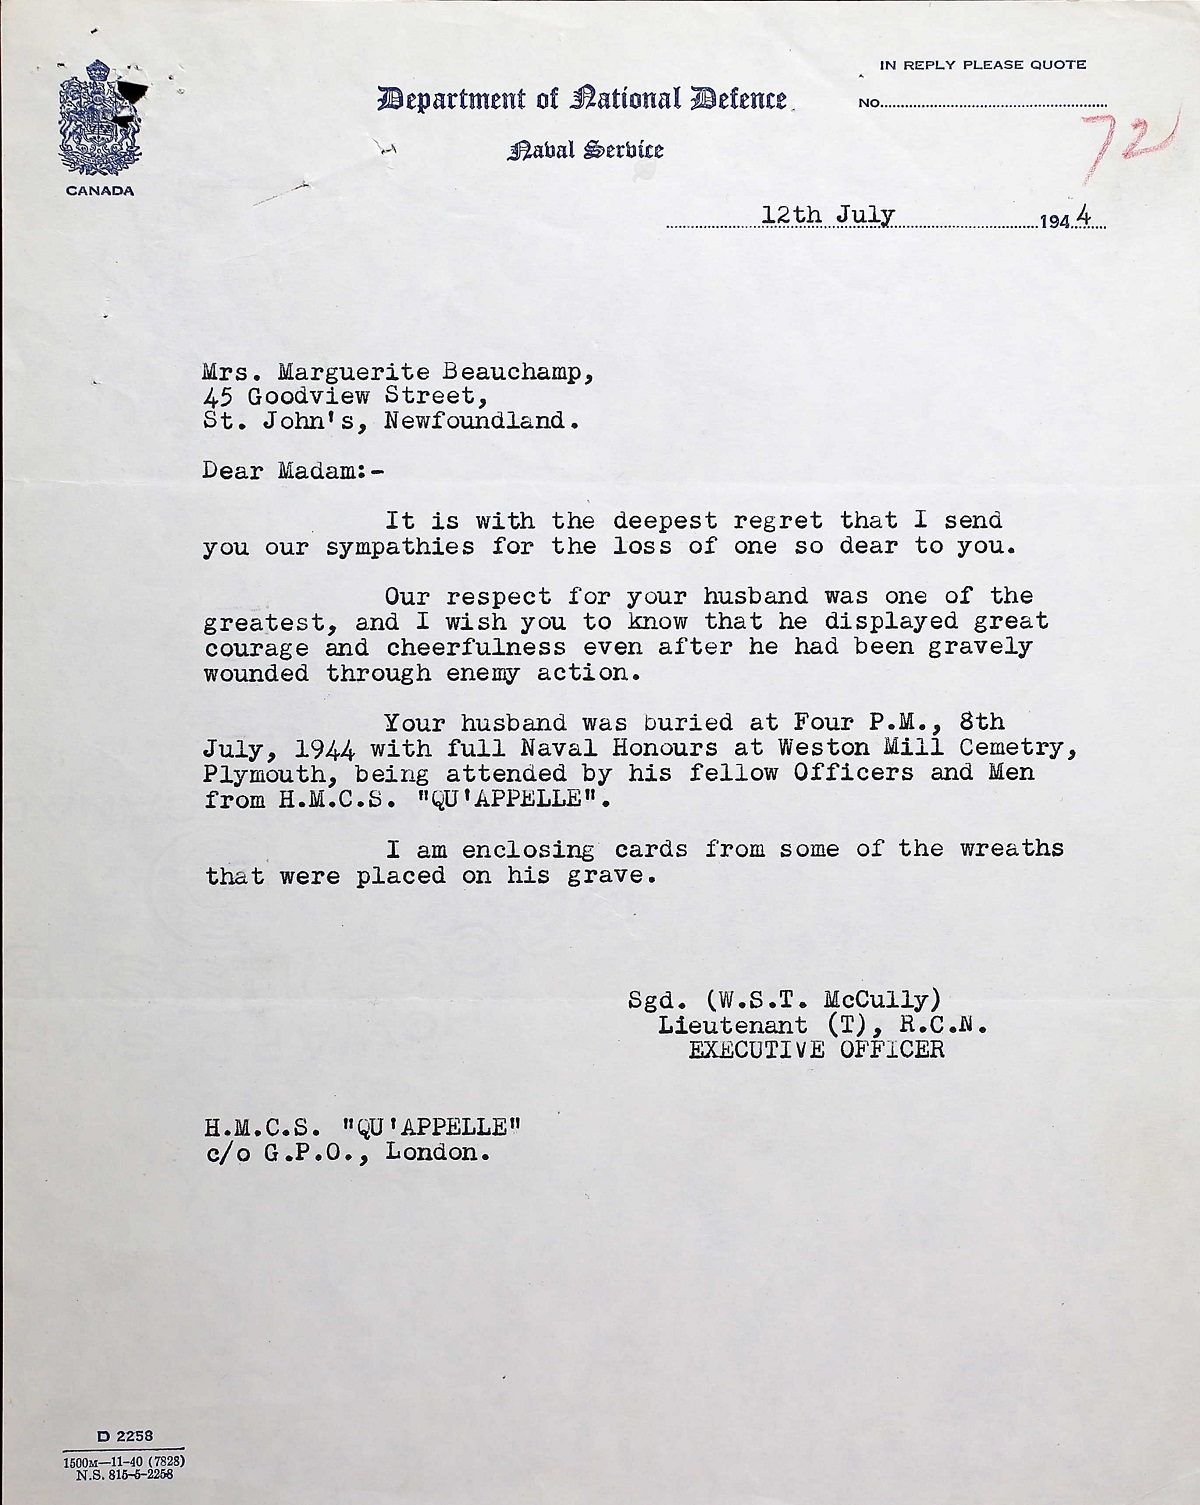 IN REPLY PLEASE QUOTE
Department of National Defence
NO.
Naval Service
72
CANADA
12th July 1944
Mrs. Marguerite Beauchamp,
45 Goodview Street,
St. John's, Newfoundland.
Dear Madam:-
It is with the deepest regret that I send
you our sympathies for the loss of one so dear to you.
Our respect for your husband was one of the
greatest, and I wish you to know that he displayed great
courage and cheerfulness even after he had been gravely
wounded through enemy action.
Your husband was buried at Four P.M., 8th
July, 1944 with full Naval Honours at Weston Mill Cemetry,
Plymouth, being attended by his fellow Officers and Men
from H.M.C.S. "QU'APPELLE".
I am enclosing cards from some of the wreaths
that were placed on his grave.
Sgd. (W.S.T. McCully)
Lieutenant (T), R.C.N.
EXECUTIVE OFFICER
H.M.C.S. "QU'APPELLE"
c/o G.P.O., London.
D 2258
1500M—11-40 (7828)
N.S. 815-5-2258